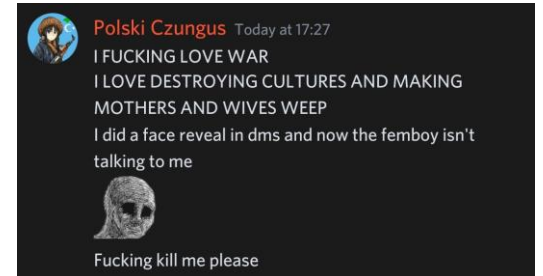 Polski Czungus Today at 17:27
I FUCKING LOVE WAR
I LOVE DESTROYING CULTURES AND MAKING
MOTHERS AND WIVES WEEP
I did a face reveal in dms and now the femboy isn't
talking to me
Fucking kill me please